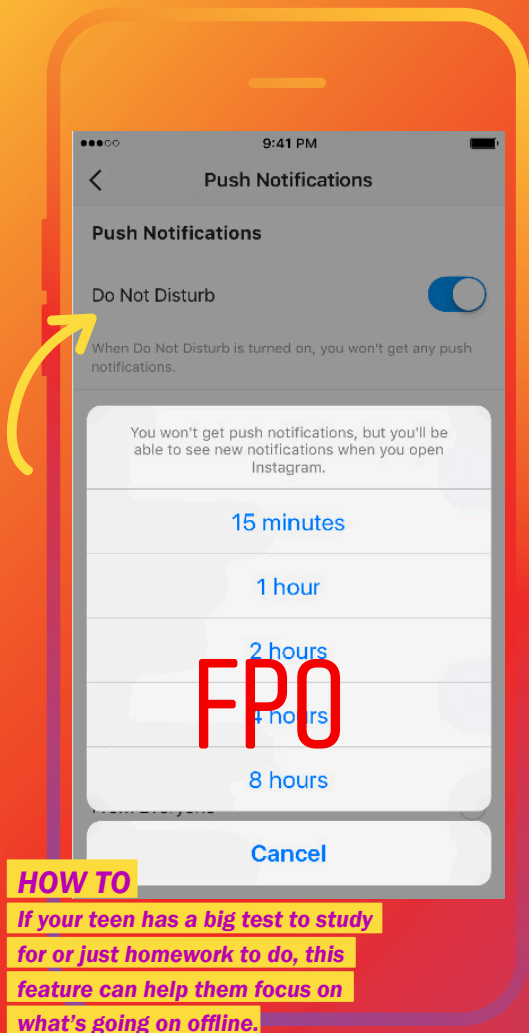 9:41 PM
Push Notifications
Push Notifications
Do Not Disturb
When Do Not Disturb is turned on, you won't get any push
notifications.
You won't get push notifications, but you'll be
able to see new notifications when you open
Instagram.
15 minutes
1 hour
2 hours
FPO
4 hours
8 hours
From Everyone
Cancel
HOW TO
If your teen has a big test to study
for or just homework to do, this
feature can help them focus on
what's going on offline.